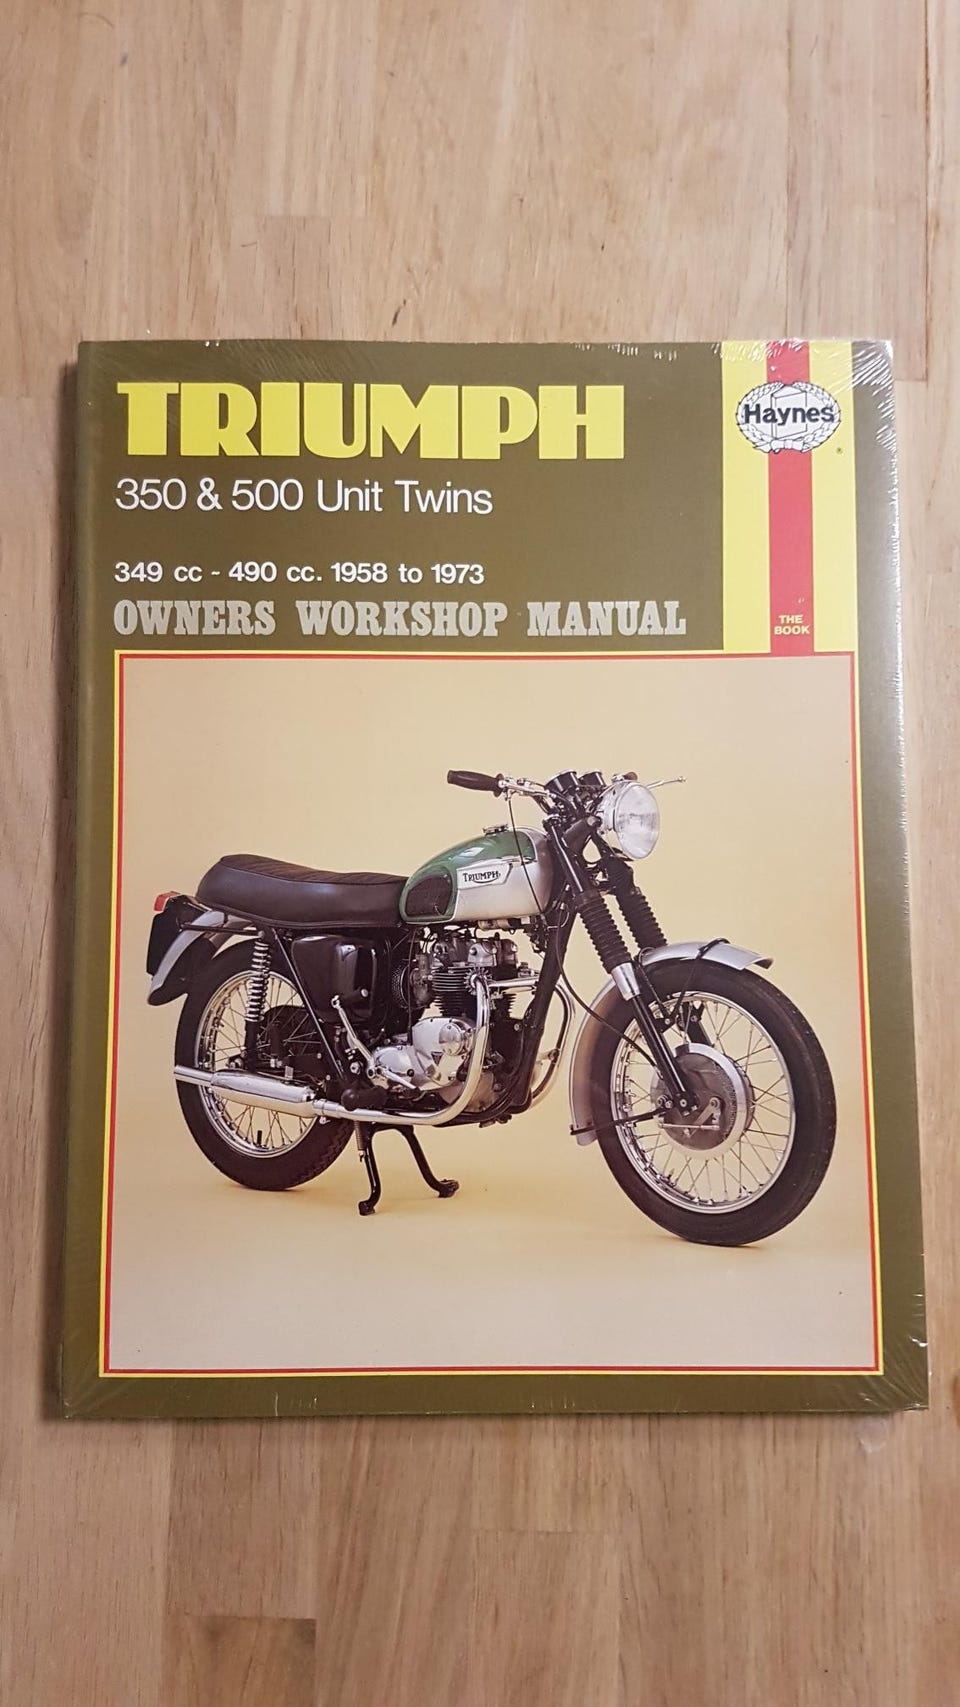 TRIUMPH
350 & 500 Unit Twins
349 cc - 490 cc. 1958 to 1973
OWNERS WORKSHOP MANUAL
Haynes
®
THE
BOOK
TRIUMPH